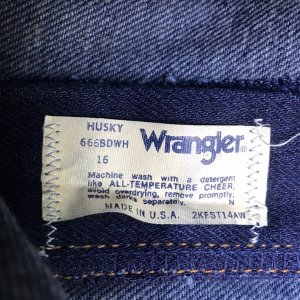 HUSKY
666BDWH
16
Wrangler®
Machine wash with a detergent
like ALL-TEMPERATURE CHEER,
avoid overdrying, remove promptly,
wash darks separately. N
MADE IN U.S.A. 2KFST14AW